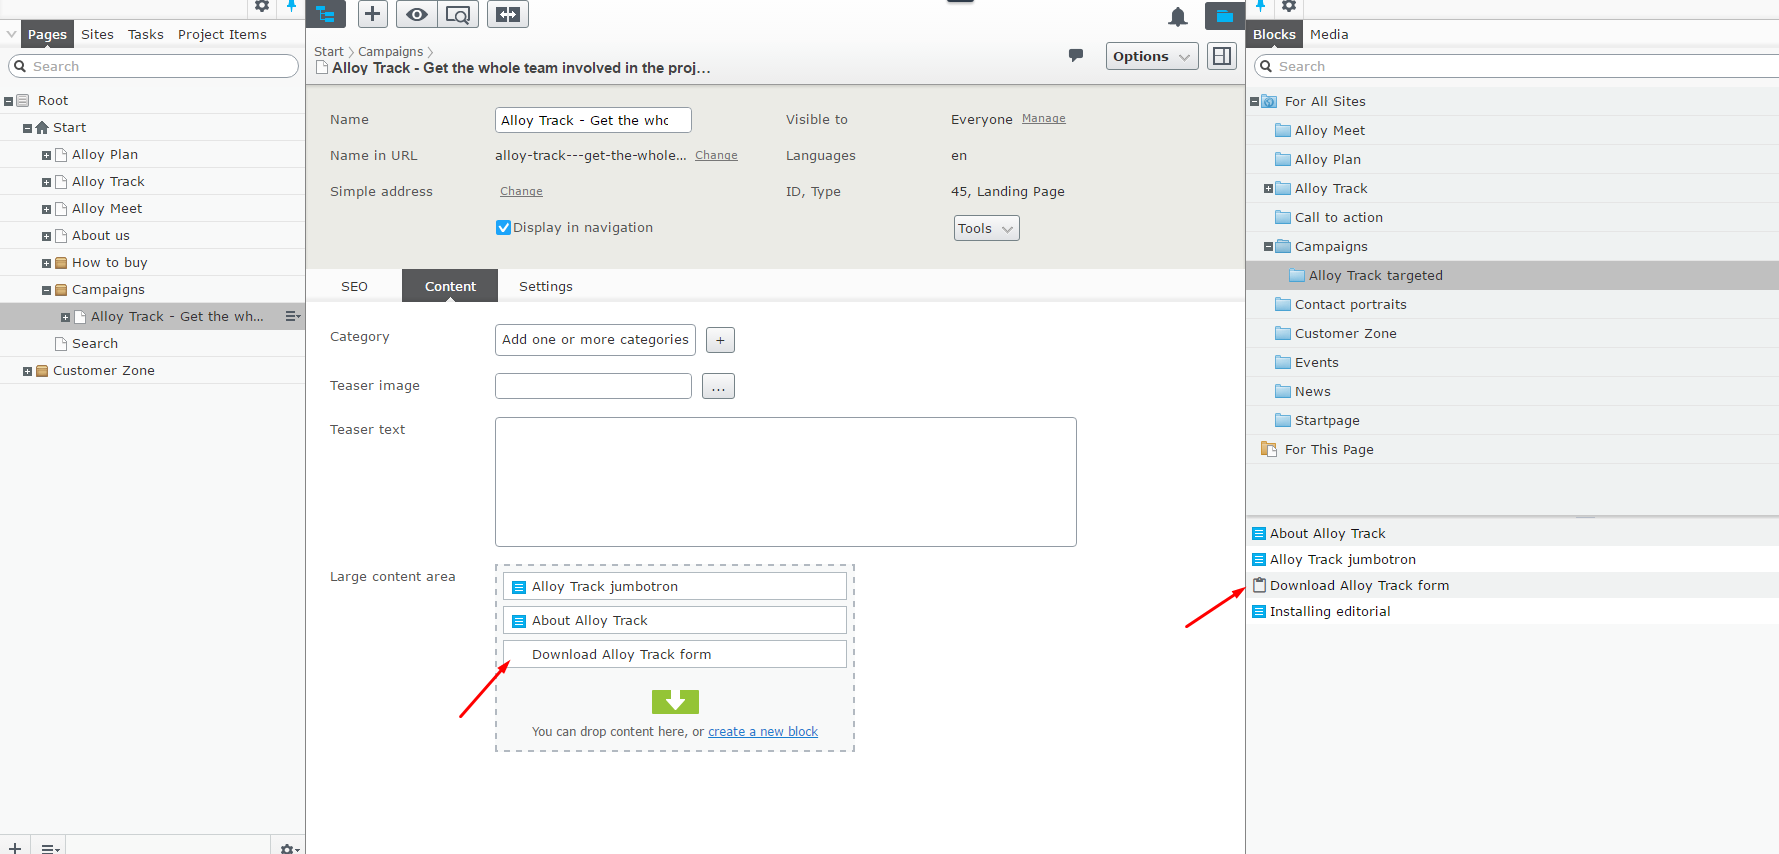 Pages Sites Tasks Project Items
Search
Root
Start
Alloy Plan
Alloy Track
Alloy Meet
About us
How to buy
Campaigns
Alloy Track - Get the wh...
Search
Customer Zone
Start Campaigns
Alloy Track - Get the whole team involved in the proj...
Options
Name
Alloy Track - Get the whc
Visible to
Everyone Manage
Name in URL
alloy-track---get-the-whole... Change
Languages
en
Simple address
Change
ID, Type
45, Landing Page
Display in navigation
Tools
SEO Content Settings
Category
Add one or more categories
+
Teaser image
...
Teaser text
Large content area
Alloy Track jumbotron
About Alloy Track
Download Alloy Track form
You can drop content here, or create a new block
Blocks Media
Search
For All Sites
Alloy Meet
Alloy Plan
Alloy Track
Call to action
Campaigns
Alloy Track targeted
Contact portraits
Customer Zone
Events
News
Startpage
For This Page
About Alloy Track
Alloy Track jumbotron
Download Alloy Track form
Installing editorial